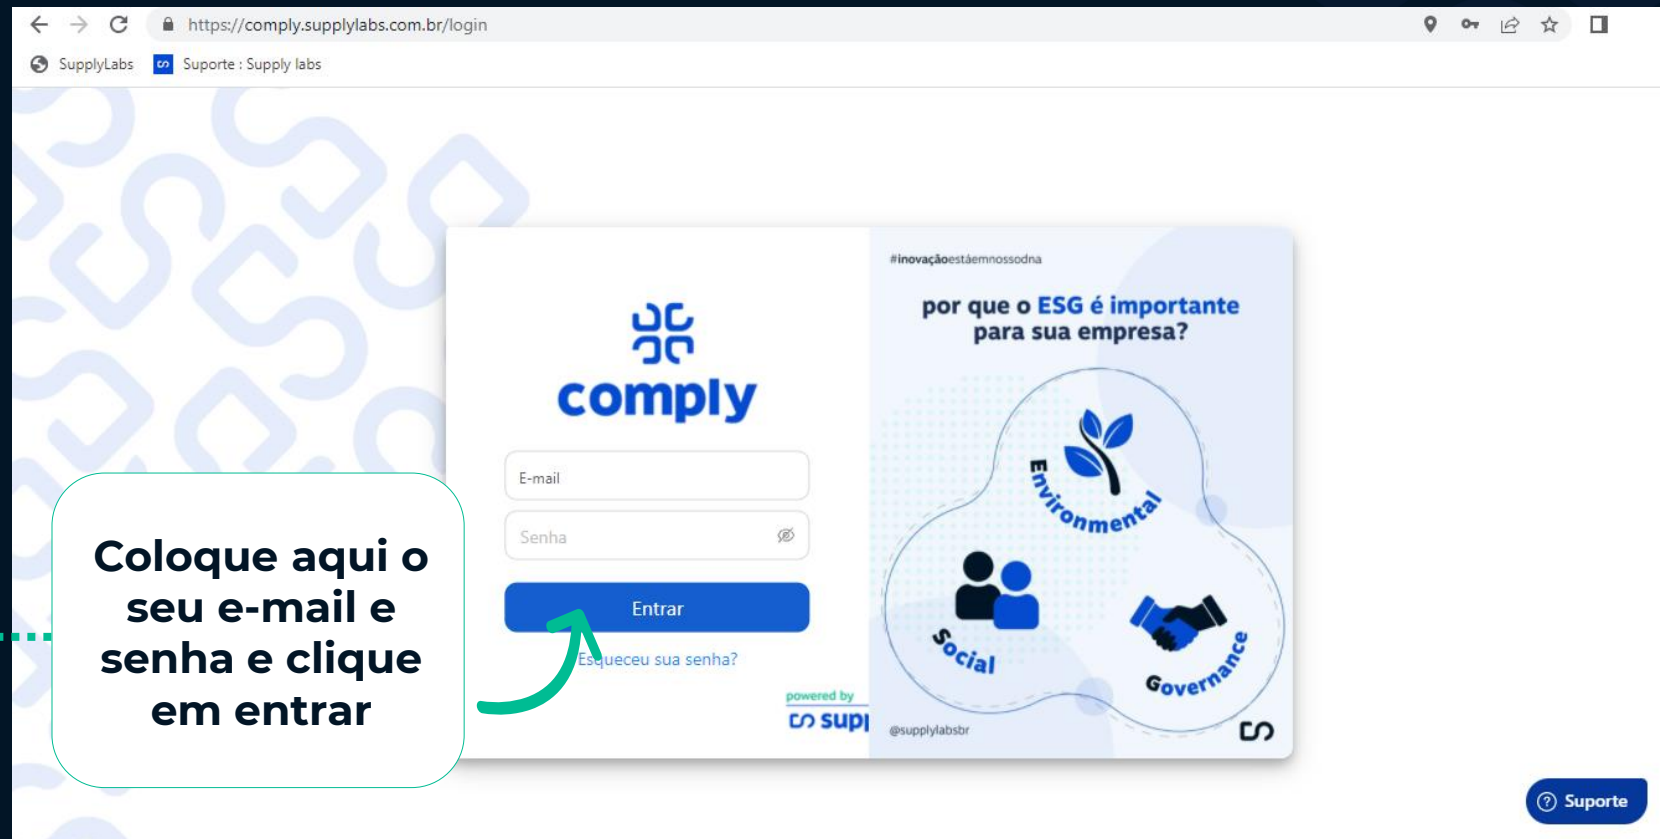 https://comply.supplylabs.com.br/login
SupplyLabs
Suporte : Supply labs
#inovaçãoestáemnossodna
por que o ESG é importante
para sua empresa?
comply
E-mail
Senha
Entrar
Esqueceu sua senha?
powered by
supp
Environmental
Social
Governance
@supplylabsbr
Coloque aqui o
seu e-mail e
senha e clique
em entrar
Suporte